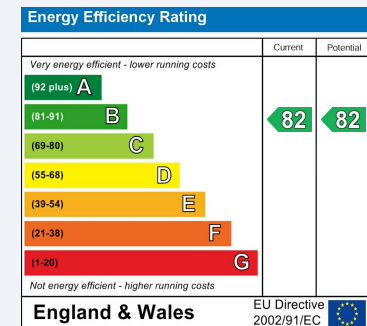 Energy Efficiency Rating
Current Potential
Very energy efficient - lower running costs
(92 plus) A
(81-91) B 82 82
(69-80) C
(55-68) D
(39-54) E
(21-38) F
(1-20) G
Not energy efficient - higher running costs
England & Wales
EU Directive
2002/91/EC